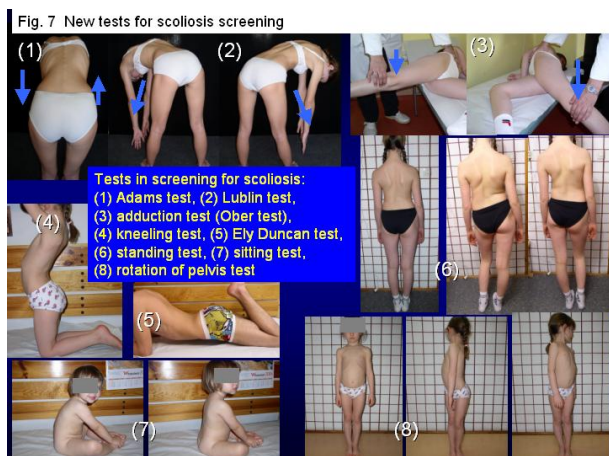 Fig. 7 New tests for scoliosis screening
(1)
(2)
(3)
Tests in screening for scoliosis:
(1) Adams test, (2) Lublin test,
(3) adduction test (Ober test),
(4) kneeling test, (5) Ely Duncan test,
(6) standing test, (7) sitting test,
(8) rotation of pelvis test
(4)
(5)
(6)
(7)
(8)